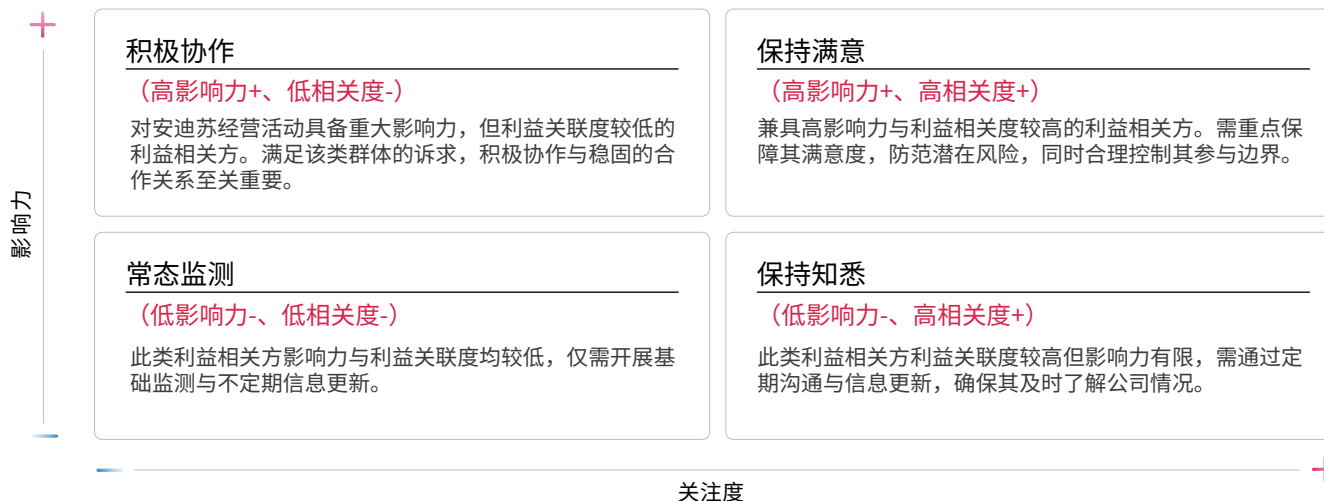 影响力
积极协作
（高影响力+、低相关度-）
对安迪苏经营活动具备重大影响力，但利益关联度较低的
利益相关方。满足该类群体的诉求，积极协作与稳固的合
作关系至关重要。
保持满意
（高影响力+、高相关度+）
兼具高影响力与利益相关度较高的利益相关方。需重点保
障其满意度，防范潜在风险，同时合理控制其参与边界。
常态监测
（低影响力-、低相关度-）
此类利益相关方影响力与利益关联度均较低，仅需开展基
础监测与不定期信息更新。
保持知悉
（低影响力-、高相关度+）
此类利益相关方利益关联度较高但影响力有限，需通过定
期沟通与信息更新，确保其及时了解公司情况。
关注度